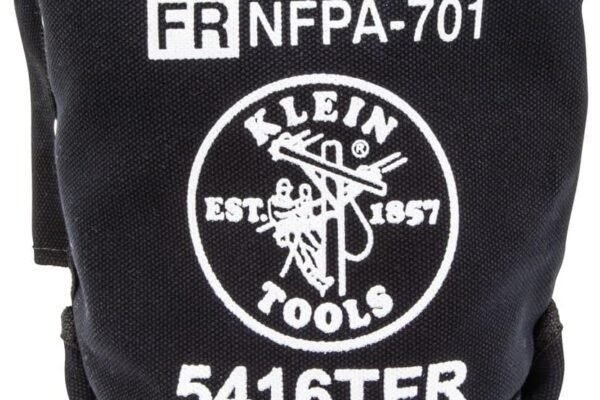 FR NFPA-701
KLEIN
®
EST. 1857
TOOLS
5416TFR